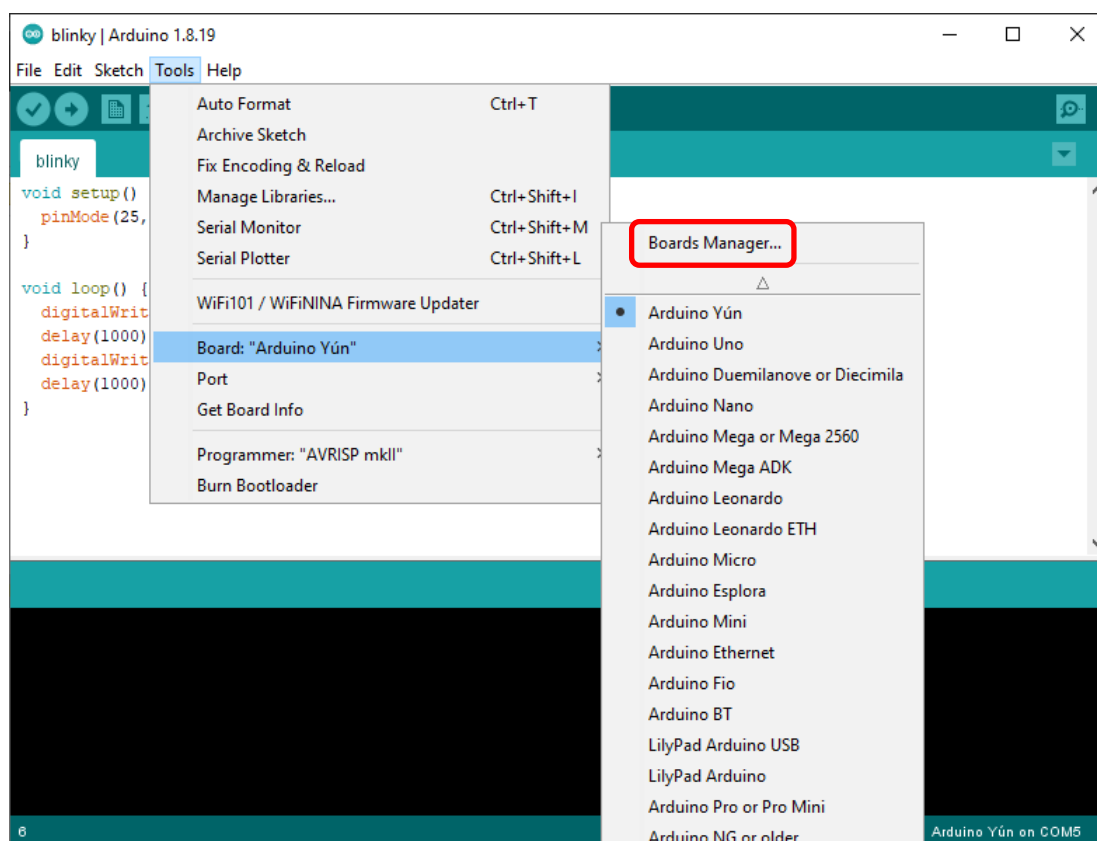 blinky | Arduino 1.8.19
File Edit Sketch Tools Help
blinky
void setup()
pinMode(25,
}
void loop() {
digitalWrit
delay(1000)
digitalWrit
delay(1000)
}
Auto Format Ctrl+T
Archive Sketch
Fix Encoding & Reload
Manage Libraries... Ctrl+Shift+I
Serial Monitor Ctrl+Shift+M
Serial Plotter Ctrl+Shift+L
WiFi101 / WiFiNINA Firmware Updater
Board: "Arduino Yún"
Port
Get Board Info
Programmer: "AVRISP mkII"
Burn Bootloader
Boards Manager...
Arduino Yún
Arduino Uno
Arduino Duemilanove or Diecimila
Arduino Nano
Arduino Mega or Mega 2560
Arduino Mega ADK
Arduino Leonardo
Arduino Leonardo ETH
Arduino Micro
Arduino Esplora
Arduino Mini
Arduino Ethernet
Arduino Fio
Arduino BT
LilyPad Arduino USB
LilyPad Arduino
Arduino Pro or Pro Mini
Arduino NG or older
6
Arduino Yún on COM5